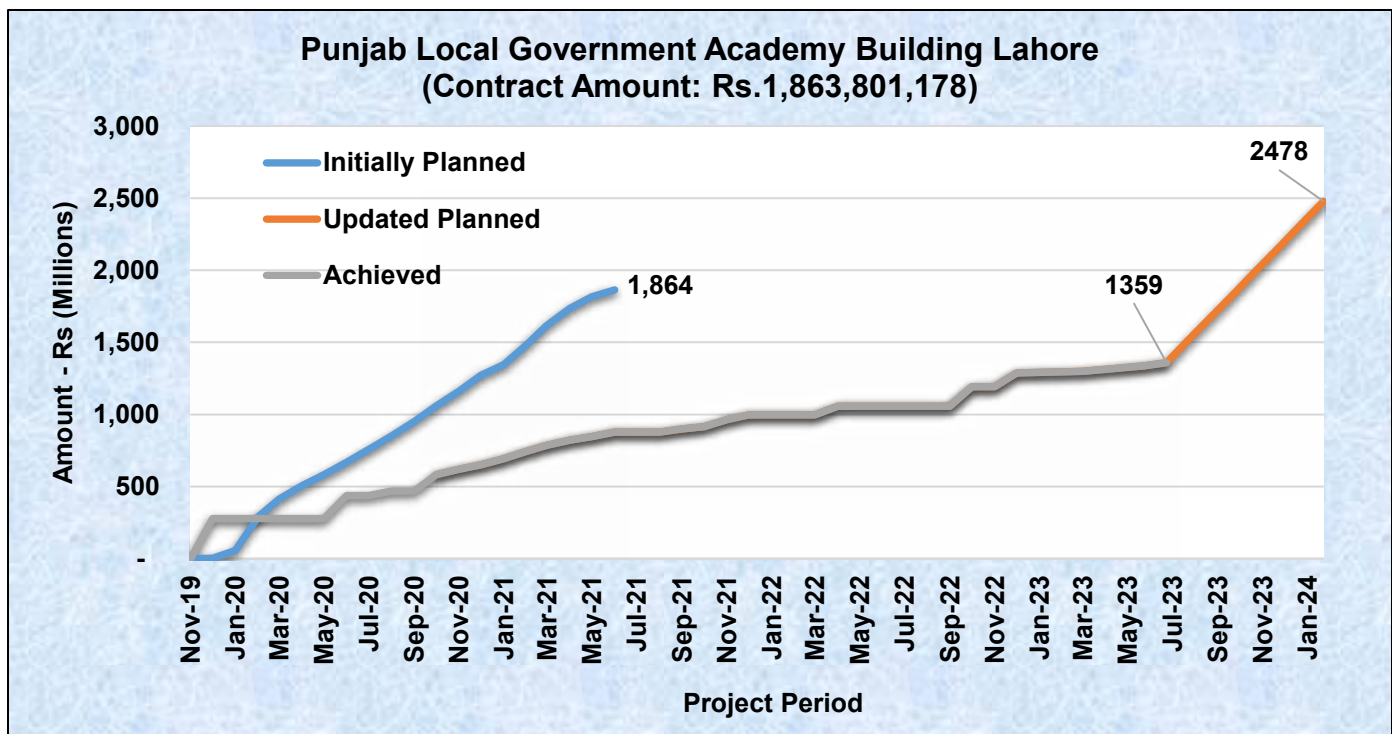 Punjab Local Government Academy Building Lahore
(Contract Amount: Rs.1,863,801,178)
Amount - Rs (Millions)
3,000
2,500
2,000
1,500
1,000
500
-
Initially Planned
Updated Planned
Achieved
1,864
1359
2478
Nov-19
Jan-20
Mar-20
May-20
Jul-20
Sep-20
Nov-20
Jan-21
Mar-21
May-21
Jul-21
Sep-21
Nov-21
Jan-22
Mar-22
May-22
Jul-22
Sep-22
Nov-22
Jan-23
Mar-23
May-23
Jul-23
Sep-23
Nov-23
Jan-24
Project Period